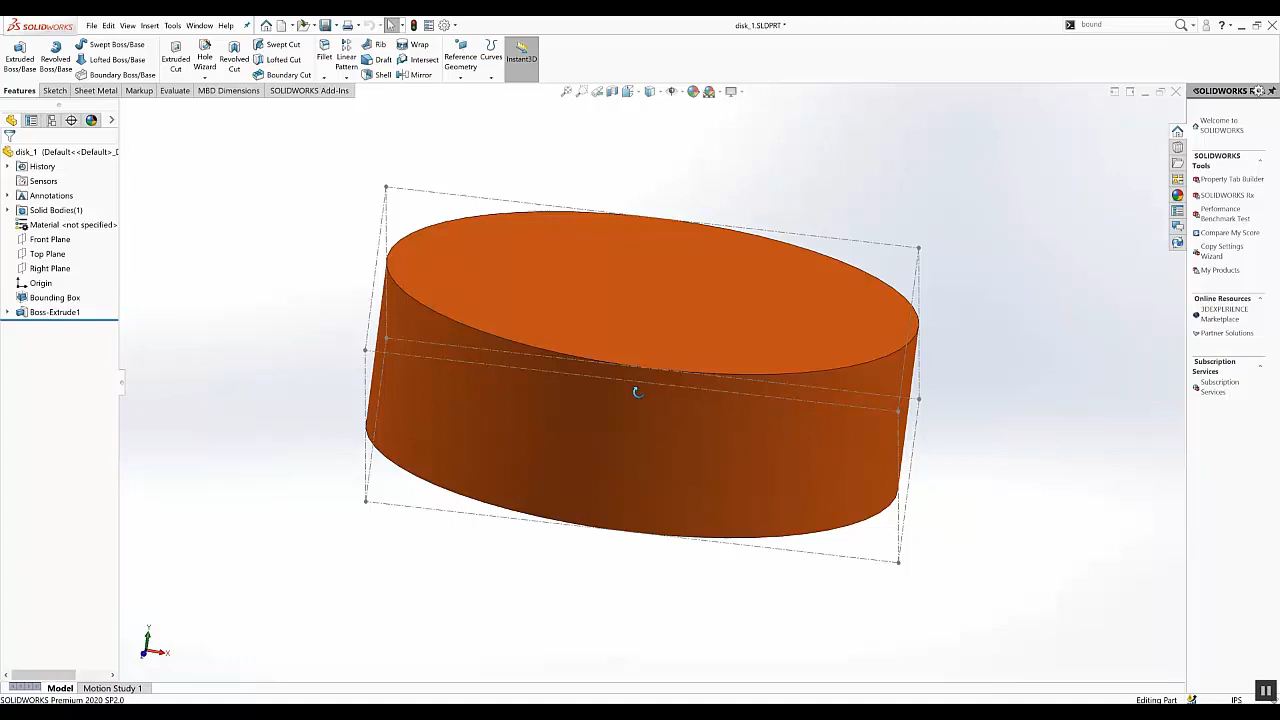 SOLIDWORKS File Edit View Insert Tools Window Help disk_1.SLDPRT * bound
Extruded Boss/Base
Revolved Boss/Base
Swept Boss/Base
Lofted Boss/Base
Boundary Boss/Base
Extruded Cut
Hole Wizard
Revolved Cut
Swept Cut
Lofted Cut
Boundary Cut
Fillet
Linear Pattern
Rib
Draft
Shell
Wrap
Intersect
Mirror
Reference Geometry
Curves
Instant3D
Features Sketch Sheet Metal Markup Evaluate MBD Dimensions SOLIDWORKS Add-Ins
disk_1 (Default<<Default>_D
History
Sensors
Annotations
Solid Bodies(1)
Material <not specified>
Front Plane
Top Plane
Right Plane
Origin
Bounding Box
Boss-Extrude1
Y
X
Z
SOLIDWORKS R
Welcome to
SOLIDWORKS
SOLIDWORKS
Tools
Property Tab Builder
SOLIDWORKS Rx
Performance
Benchmark Test
Compare My Score
Copy Settings
Wizard
My Products
Online Resources
3DEXPERIENCE
Marketplace
Partner Solutions
Subscription
Services
Subscription
Services
Model Motion Study 1
SOLIDWORKS Premium 2020 SP2.0 Editing Part IPS